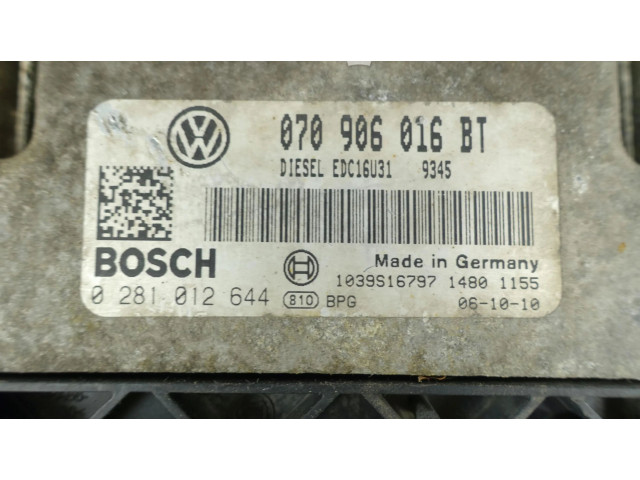 070 906 016 BT
DIESEL EDC16U31 9345
BOSCH
Made in Germany
1039S16797 1480 1155
0 281 012 644 810 BPG 06-10-10